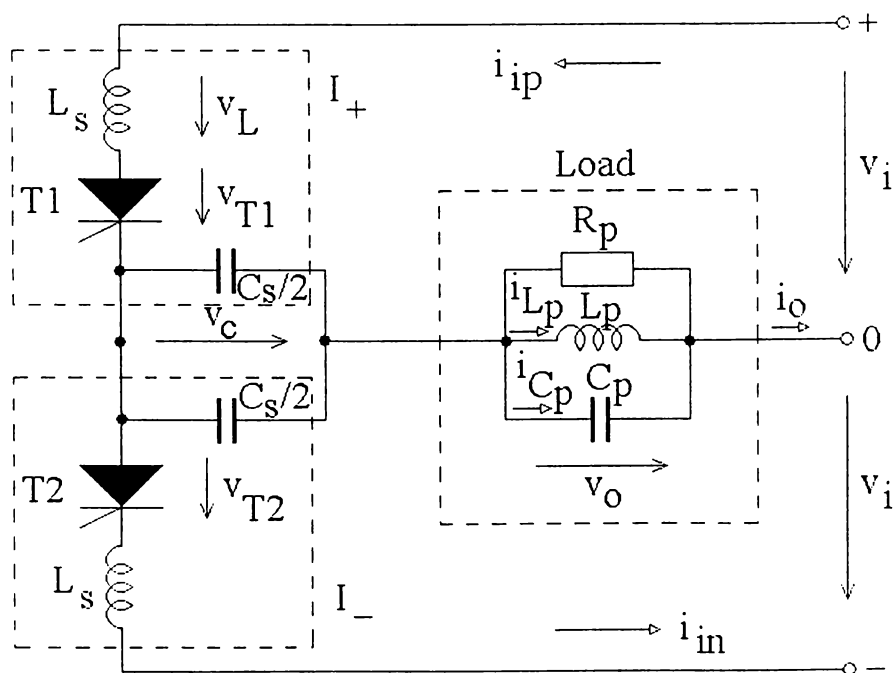 +
i_ip
L_s
v_L
I_+
v_i
T1
v_T1
Load
R_p
C_s/2
i_Lp
L_p
i_o
v_c
0
i_Cp
C_p
C_s/2
T2
v_T2
v_o
v_i
L_s
I_-
i_in
-